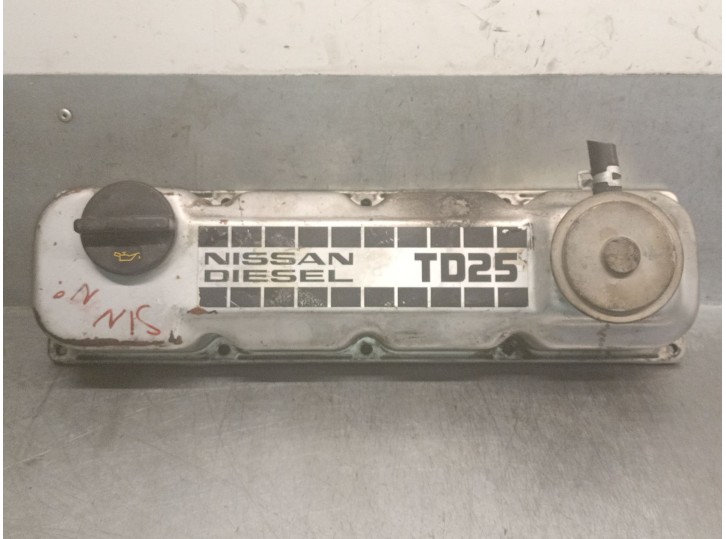 NISSAN
DIESEL
TD25
SIN
Nº